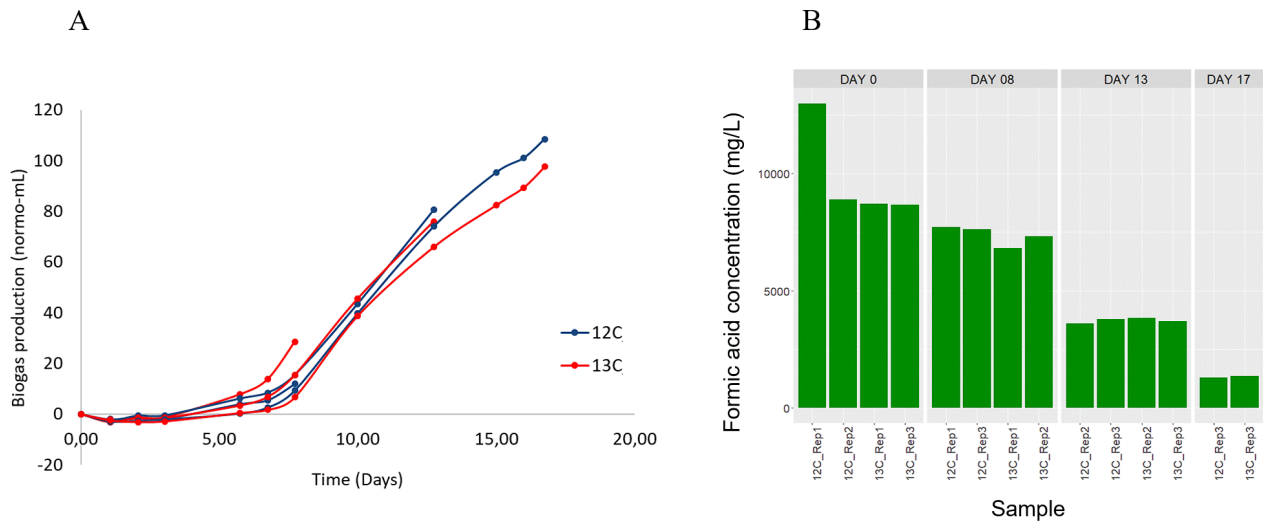 A
Biogas production (normo-mL)
120
100
80
60
40
20
0
-20
0,00
5,00
10,00
15,00
20,00
Time (Days)
12C
13C
B
Formic acid concentration (mg/L)
10000
5000
0
DAY 0
DAY 08
DAY 13
DAY 17
12C_Rep1
12C_Rep2
13C_Rep1
13C_Rep3
12C_Rep1
12C_Rep3
13C_Rep1
13C_Rep2
12C_Rep2
12C_Rep3
13C_Rep2
13C_Rep3
12C_Rep3
13C_Rep3
Sample